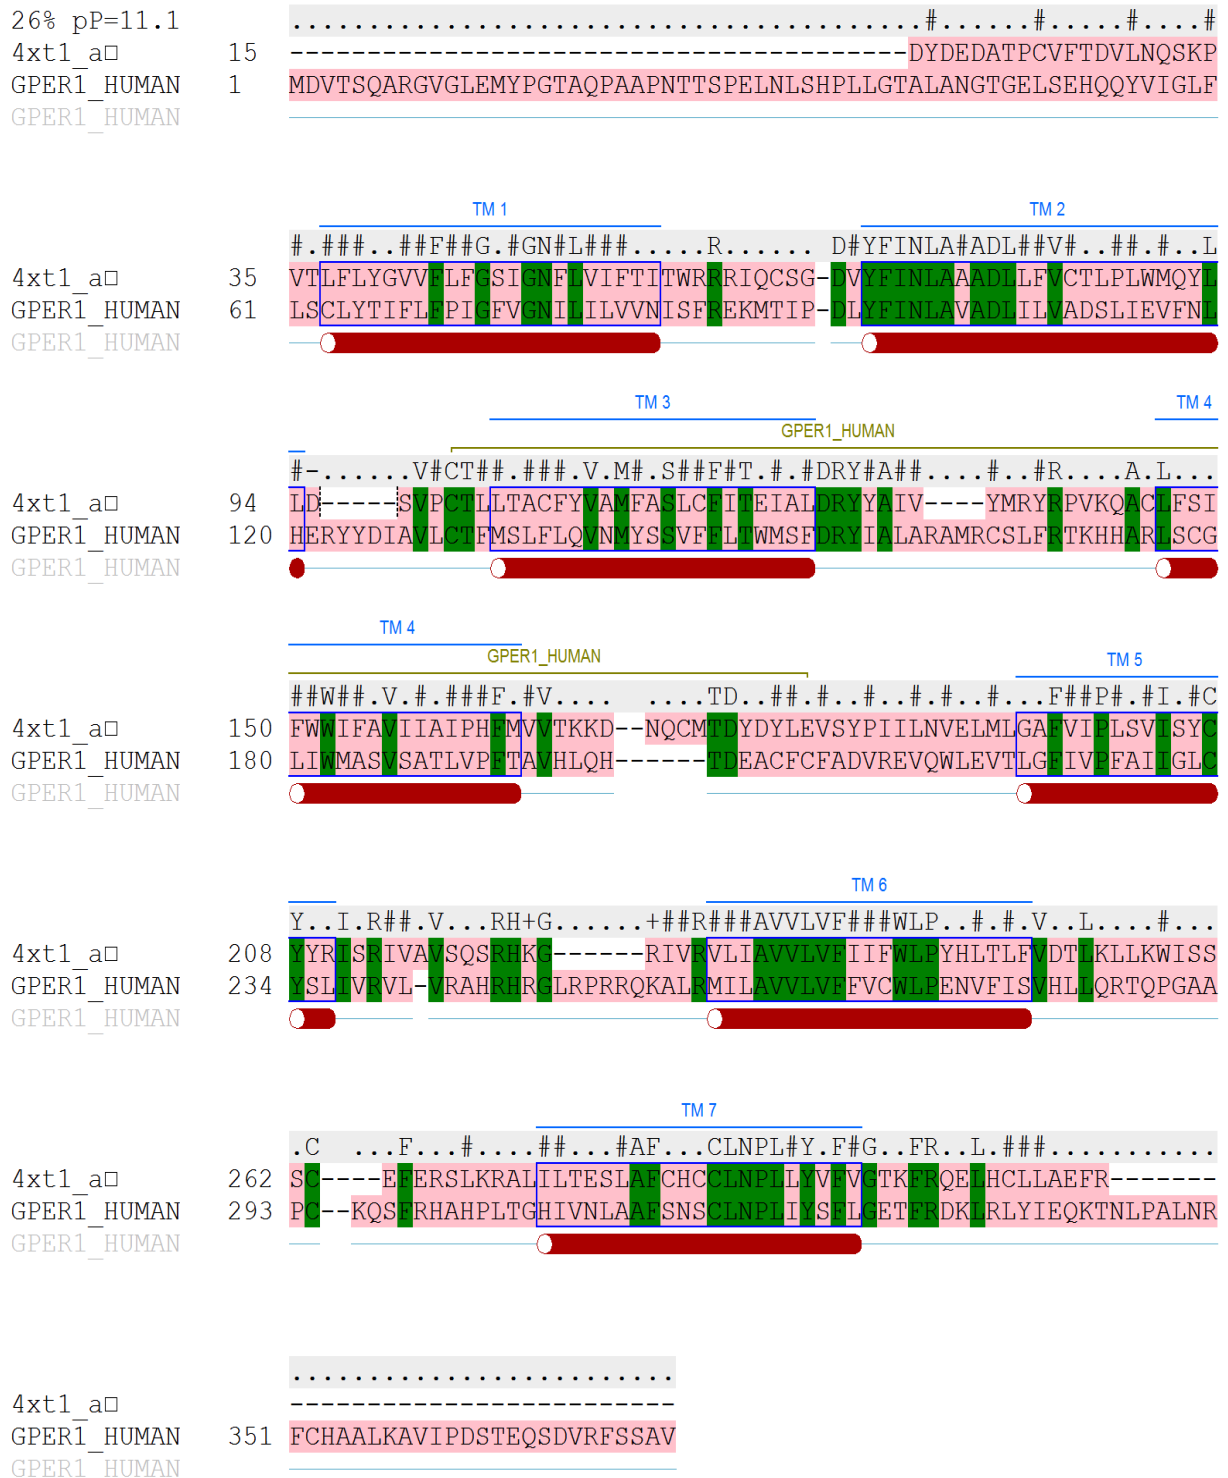 26% pP=11.1 .........................................#......#.....#....#
4xt1_a□ 15 ----------------------------------------DYDEDATPCVFTDVLNQSKP
GPER1_HUMAN 1 MDVTSQARGVGLEMYPGTAQPAAPNTTSPELNLSHPLLGTALANGTGELSEHQQYVIGLF
GPER1_HUMAN
TM 1 TM 2
#.###..##F##G.#GN#L###.....R...... D#YFINLA#ADL##V#..##.#..L
4xt1_a□ 35 VTLFLYGVVFLFGSIGNFLVIFTITWRRRIQCSG-DVYFINLAAADLLFVCTLPLWMQYL
GPER1_HUMAN 61 LSCLYTIFLFPIGFVGNILILVVNISFREKMTIP-DLYFINLAVADLILVADSLIEVFNL
GPER1_HUMAN
TM 3 TM 4
GPER1_HUMAN
#-......V#CT##.###.V.M#.S##F#T.#.#DRY#A##....#..#R....A.L...
4xt1_a□ 94 LD-----SVPCTLLTACFYVAMFASLCFITEIALDRYYAIV----YMRYRPVKQACLFSI
GPER1_HUMAN 120 HERYYDIAVLCTFMSLFLQVNMYSSVFFLTWMSFDRYIALARAMRCSLFRTKHHARLSCG
GPER1_HUMAN
TM 4 TM 5
GPER1_HUMAN
##W##.V.#.###F.#V.... ....TD..##.#...#..#.#..#...F##P#.#I.#C
4xt1_a□ 150 FWWIFAVIIAIPHFMVVTKKD--NQCMTDYDYLEVSYPIILNVELMLGAFVIPLSVISYC
GPER1_HUMAN 180 LIWMASVSATLVPFTAVHLQH------TDEACFCFADVREVQWLEVTLGFIVPFAIIGLC
GPER1_HUMAN
TM 6
Y..I.R##.V...RH+G......+##R###AVVLVF###WLP..#.#.V..L....#...
4xt1_a□ 208 YYRISRIVAVSQSRHKG------RIVRVLIAVVLVFIIFWLPYHLTLFVDTLKLLKWISS
GPER1_HUMAN 234 YSLIVRVL-VRAHRHRGLRPRRQKALRMILAVVLVFFVCWLPENVFISVHLLQRTQPGAA
GPER1_HUMAN
TM 7
.C ...F...#....##...#AF...CLNPL#Y.F#G..FR..L.###...........
4xt1_a□ 262 SC----EFERSLKRALILTESLAFCHCCLNPLLYVFVGTKFRQELHCLLAEFR-------
GPER1_HUMAN 293 PC--KQSFRHAHPLTGHIVNLAAFSNSCLNPLIYSFLGETFRDKLRLYIEQKTNLPALNR
GPER1_HUMAN
.........................
4xt1_a□ -------------------------
GPER1_HUMAN 351 FCHAALKAVIPDSTEQSDVRFSSAV
GPER1_HUMAN